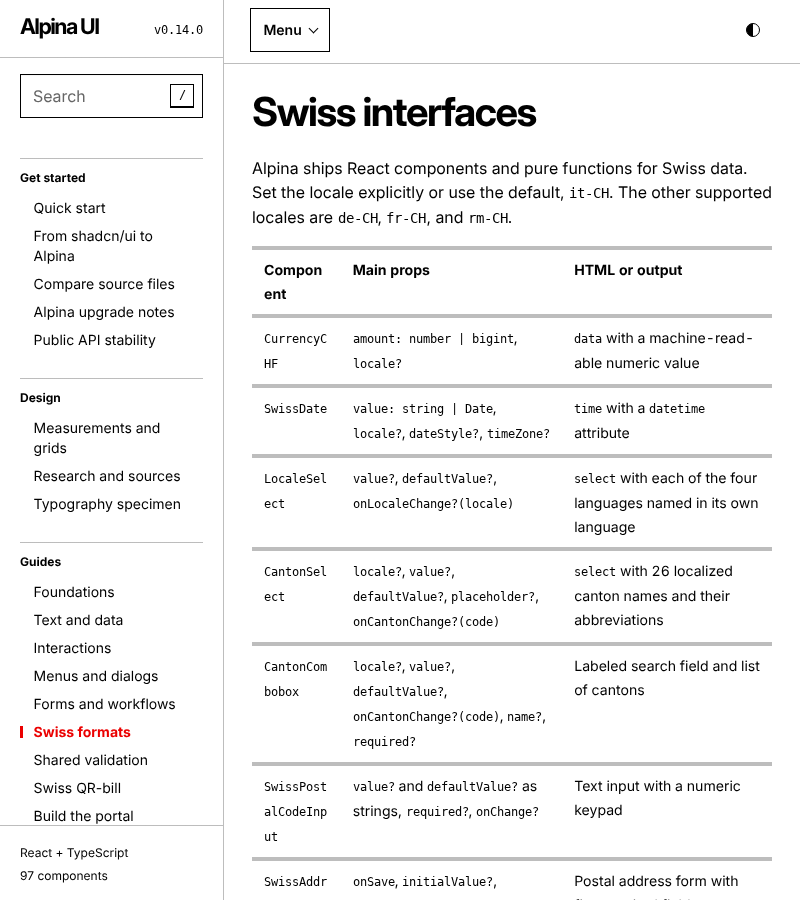 Alpina UI
v0.14.0
Search
/
Get started
Quick start
From shadcn/ui to
Alpina
Compare source files
Alpina upgrade notes
Public API stability
Design
Measurements and
grids
Research and sources
Typography specimen
Guides
Foundations
Text and data
Interactions
Menus and dialogs
Forms and workflows
Swiss formats
Shared validation
Swiss QR-bill
Build the portal
React + TypeScript
97 components
Menu
Swiss interfaces
Alpina ships React components and pure functions for Swiss data.
Set the locale explicitly or use the default, it-CH. The other supported
locales are de-CH, fr-CH, and rm-CH.
Compon
ent
Main props
HTML or output
CurrencyC
HF
amount: number | bigint,
locale?
data with a machine-read-
able numeric value
SwissDate
value: string | Date,
locale?, dateStyle?, timeZone?
time with a datetime
attribute
LocaleSel
ect
value?, defaultValue?,
onLocaleChange?(locale)
select with each of the four
languages named in its own
language
CantonSel
ect
locale?, value?,
defaultValue?, placeholder?,
onCantonChange?(code)
select with 26 localized
canton names and their
abbreviations
CantonCom
bobox
locale?, value?,
defaultValue?,
onCantonChange?(code), name?,
required?
Labeled search field and list
of cantons
SwissPost
alCodeInp
ut
value? and defaultValue? as
strings, required?, onChange?
Text input with a numeric
keypad
SwissAddr
onSave, initialValue?,
Postal address form with